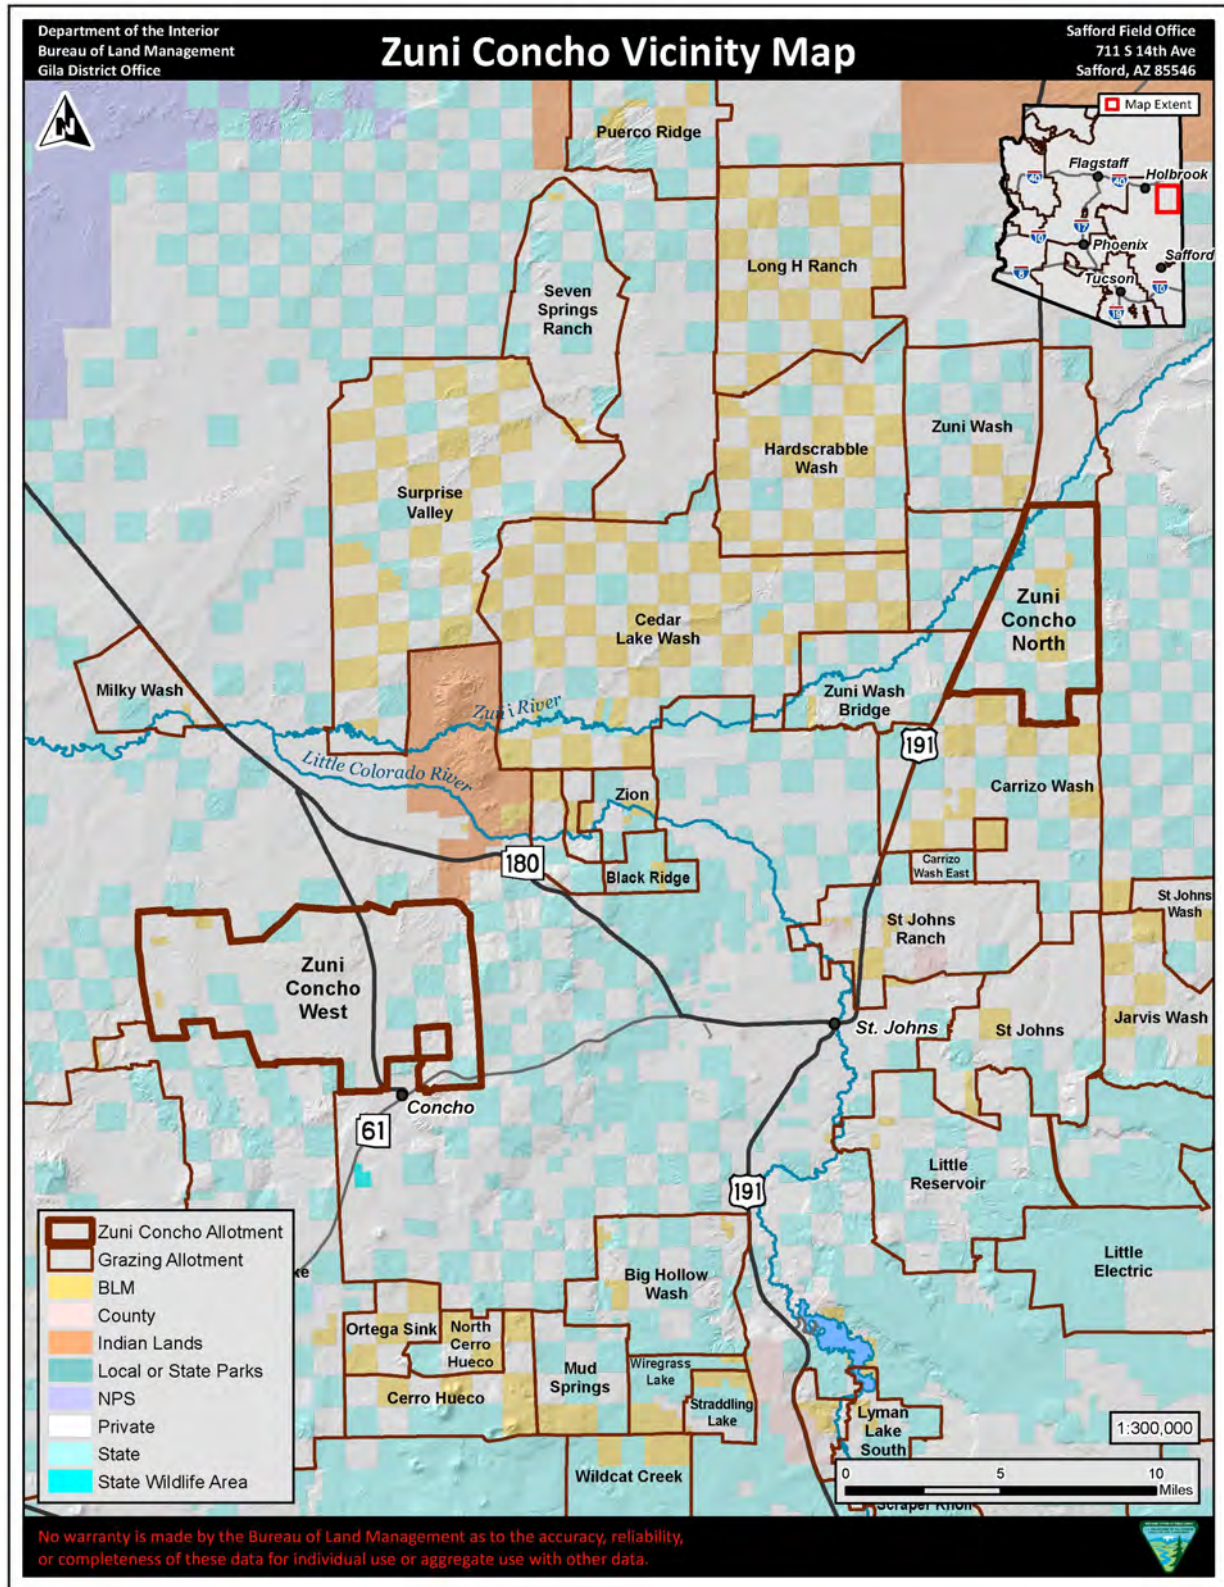 Department of the Interior
Bureau of Land Management
Gila District Office
Zuni Concho Vicinity Map
Safford Field Office
711 S 14th Ave
Safford, AZ 85546
N
Map Extent
Flagstaff
40
40
Holbrook
17
10
Phoenix
8
Safford
Tucson
10
19
Puerco Ridge
Long H Ranch
Seven
Springs
Ranch
Zuni Wash
Hardscrabble
Wash
Surprise
Valley
Zuni
Concho
North
Cedar
Lake Wash
Milky Wash
Zuni Wash
Bridge
Zuni River
191
Little Colorado River
Carrizo Wash
Zion
180
Black Ridge
Carrizo
Wash East
St Johns
Wash
St Johns
Ranch
Zuni
Concho
West
St. Johns
St Johns
Jarvis Wash
Concho
61
Little
Reservoir
191
Little
Electric
Big Hollow
Wash
Ortega Sink
North
Cerro
Hueco
Mud
Springs
Wiregrass
Lake
Cerro Hueco
Straddling
Lake
Lyman
Lake
South
Wildcat Creek
Zuni Concho Allotment
Grazing Allotment
BLM
County
Indian Lands
Local or State Parks
NPS
Private
State
State Wildlife Area
1:300,000
0 5 10
Miles
No warranty is made by the Bureau of Land Management as to the accuracy, reliability,
or completeness of these data for individual use or aggregate use with other data.